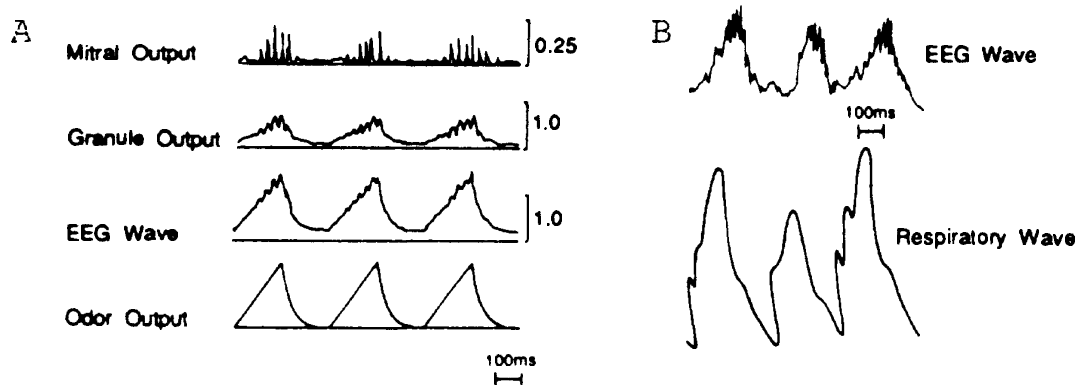 A
Mitral Output
0.25
Granule Output
1.0
EEG Wave
1.0
Odor Output
100ms
B
EEG Wave
100ms
Respiratory Wave